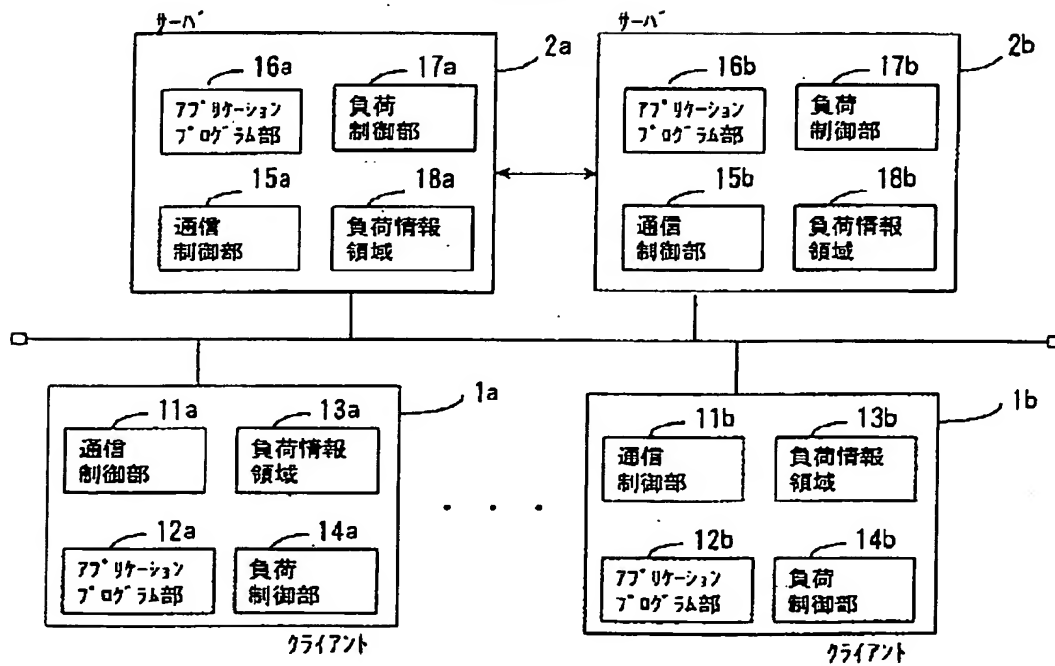 サーバ
2a
16a
アプリケーション
プログラム部
17a
負荷
制御部
15a
通信
制御部
18a
負荷情報
領域
サーバ
2b
16b
アプリケーション
プログラム部
17b
負荷
制御部
15b
通信
制御部
18b
負荷情報
領域
1a
11a
通信
制御部
13a
負荷情報
領域
12a
アプリケーション
プログラム部
14a
負荷
制御部
クライアント
1b
11b
通信
制御部
13b
負荷情報
領域
12b
アプリケーション
プログラム部
14b
負荷
制御部
クライアント